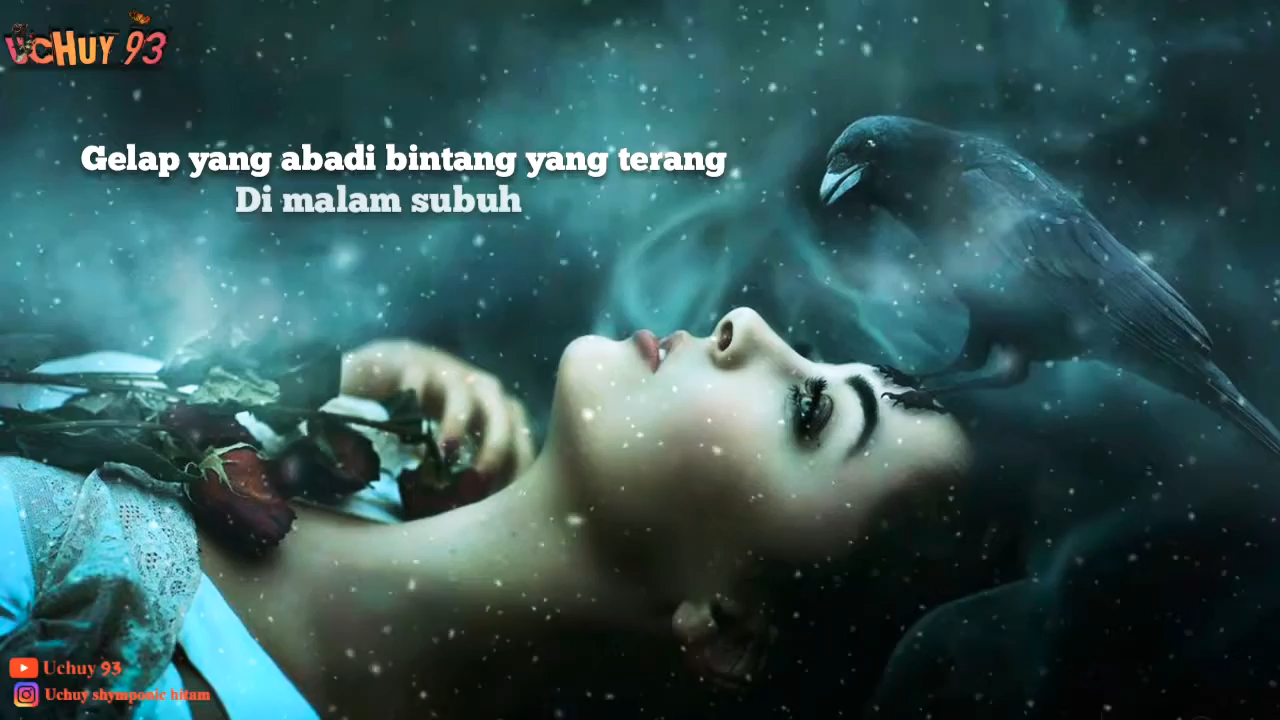 UCHUY 93
Gelap yang abadi bintang yang terang
Di malam subuh
Uchuy 93
Uchuy shymponic hitam